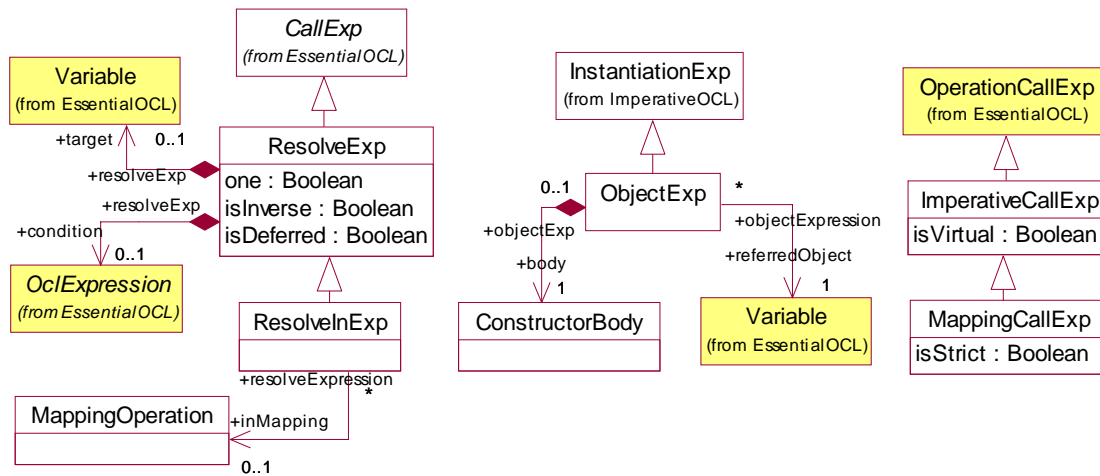 CallExp
(from EssentialOCL)
Variable
(from EssentialOCL)
+target
0..1
+resolveExp
+resolveExp
+condition
0..1
OclExpression
(from EssentialOCL)
ResolveExp
one : Boolean
isInverse : Boolean
isDeferred : Boolean
ResolveInExp
+resolveExpression
*
+inMapping
0..1
MappingOperation
InstantiationExp
(from ImperativeOCL)
ObjectExp
0..1
+objectExp
+body
1
ConstructorBody
*
+objectExpression
+referredObject
1
Variable
(from EssentialOCL)
OperationCallExp
(from EssentialOCL)
ImperativeCallExp
isVirtual : Boolean
MappingCallExp
isStrict : Boolean